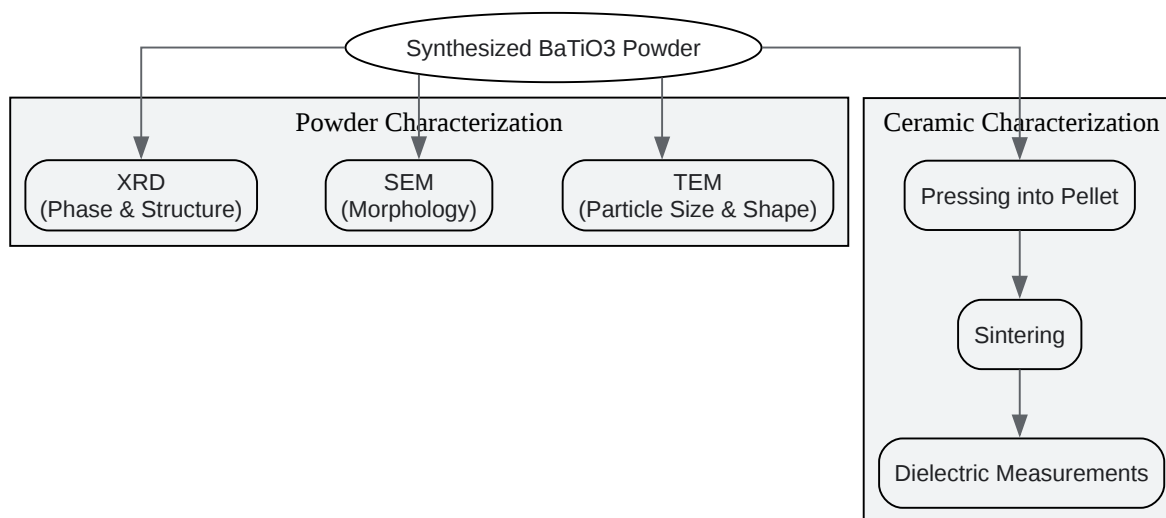 Synthesized BaTiO3 Powder
Powder Characterization
XRD
(Phase & Structure)
SEM
(Morphology)
TEM
(Particle Size & Shape)
Ceramic Characterization
Pressing into Pellet
Sintering
Dielectric Measurements